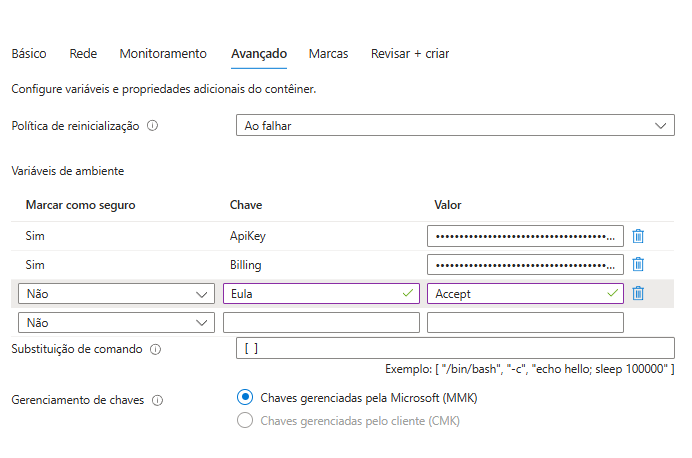 Básico Rede Monitoramento Avançado Marcas Revisar + criar
Configure variáveis e propriedades adicionais do contêiner.
Política de reinicialização Ao falhar
Variáveis de ambiente
Marcar como seguro Chave Valor
Sim ApiKey ••••••••••••••••••••••••••••••••••••...
Sim Billing ••••••••••••••••••••••••••••••••••••...
Não Eula Accept
Não
Substituição de comando [ ]
Exemplo: [ "/bin/bash", "-c", "echo hello; sleep 100000" ]
Gerenciamento de chaves Chaves gerenciadas pela Microsoft (MMK)
Chaves gerenciadas pelo cliente (CMK)